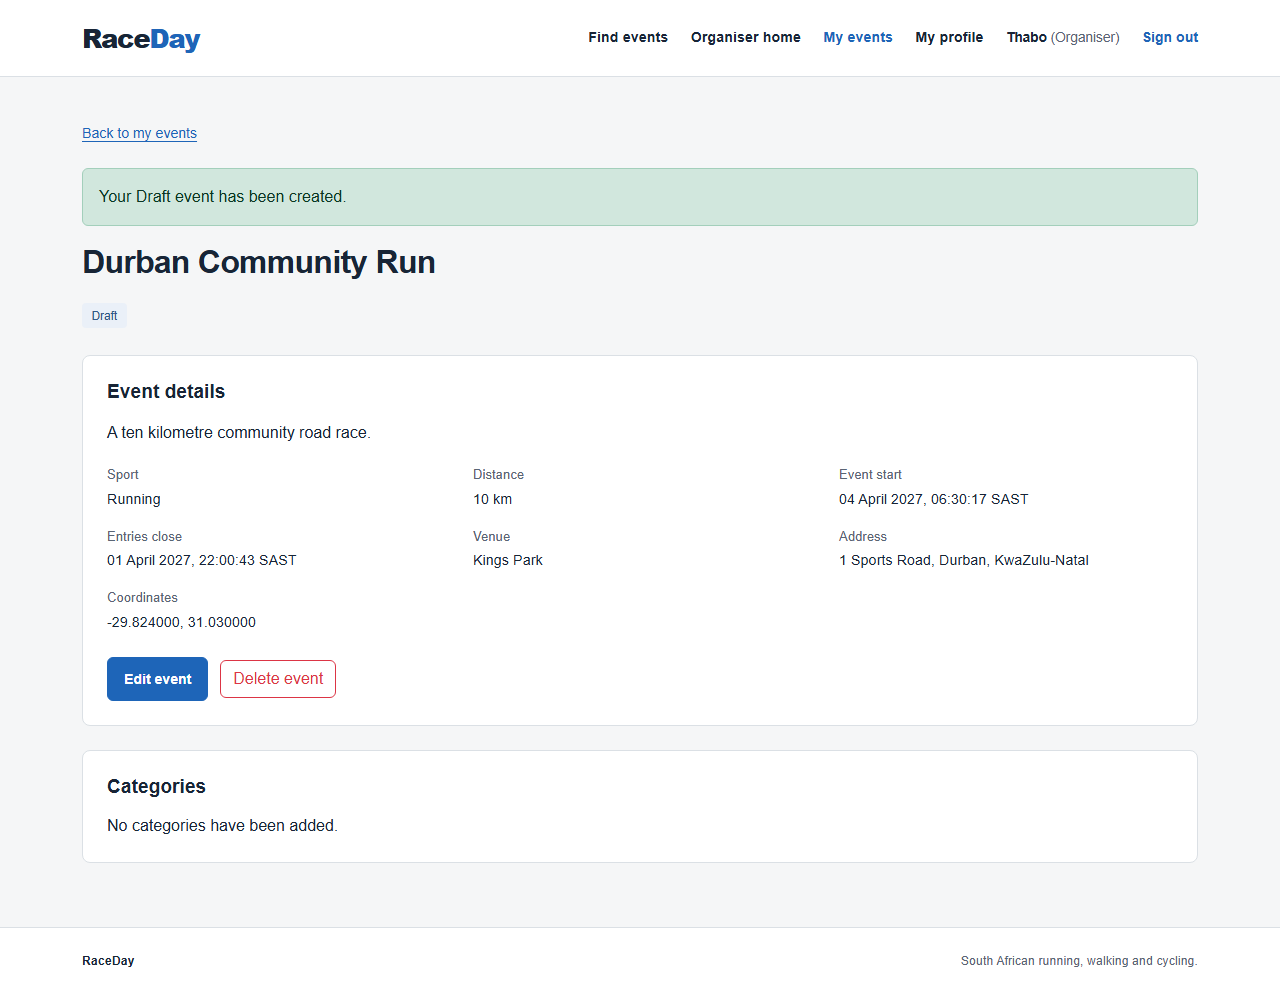 RaceDay
Find events Organiser home My events My profile Thabo (Organiser) Sign out
Back to my events
Your Draft event has been created.
Durban Community Run
Draft
Event details
A ten kilometre community road race.
Sport Distance Event start
Running 10 km 04 April 2027, 06:30:17 SAST
Entries close Venue Address
01 April 2027, 22:00:43 SAST Kings Park 1 Sports Road, Durban, KwaZulu-Natal
Coordinates
-29.824000, 31.030000
Edit event Delete event
Categories
No categories have been added.
RaceDay South African running, walking and cycling.